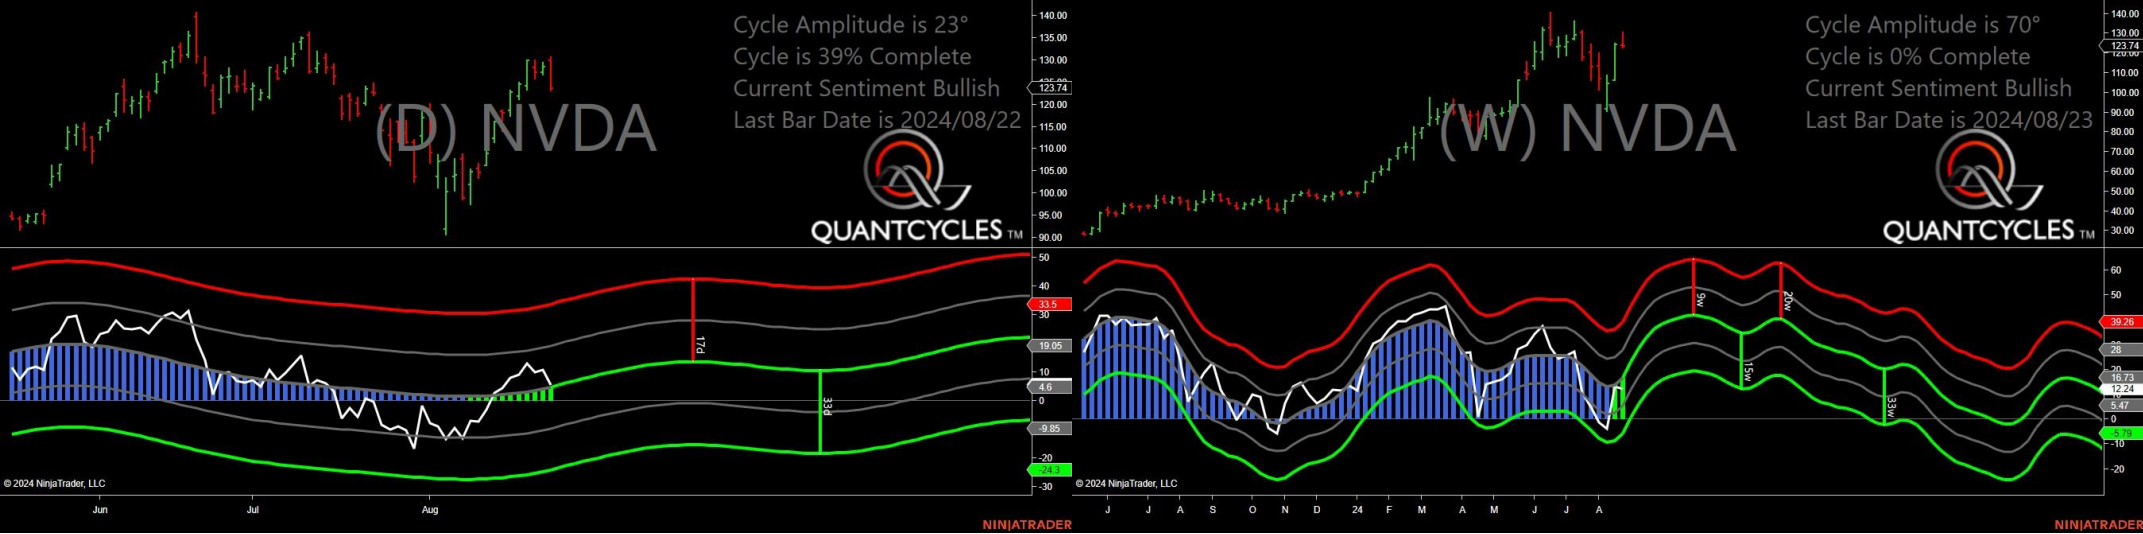 Cycle Amplitude is 23°
Cycle is 39% Complete
Current Sentiment Bullish
Last Bar Date is 2024/08/22
(D) NVDA
QUANTCYCLES TM
140.00
135.00
130.00
123.74
120.00
115.00
110.00
105.00
100.00
95.00
90.00
50
40
33.5
30
19.05
10
4.6
0
-9.85
-20
-24.3
-30
17d
33d
© 2024 NinjaTrader, LLC
Jun
Jul
Aug
NINJATRADER
Cycle Amplitude is 70°
Cycle is 0% Complete
Current Sentiment Bullish
Last Bar Date is 2024/08/23
(W) NVDA
QUANTCYCLES TM
140.00
130.00
123.74
110.00
100.00
90.00
80.00
70.00
60.00
50.00
40.00
30.00
60
50
39.26
28
16.73
12.24
5.47
0
-5.79
-10
-20
9w
20w
15w
33w
© 2024 NinjaTrader, LLC
J J A S O N D 24 F M A M J J A
NINJATRADER